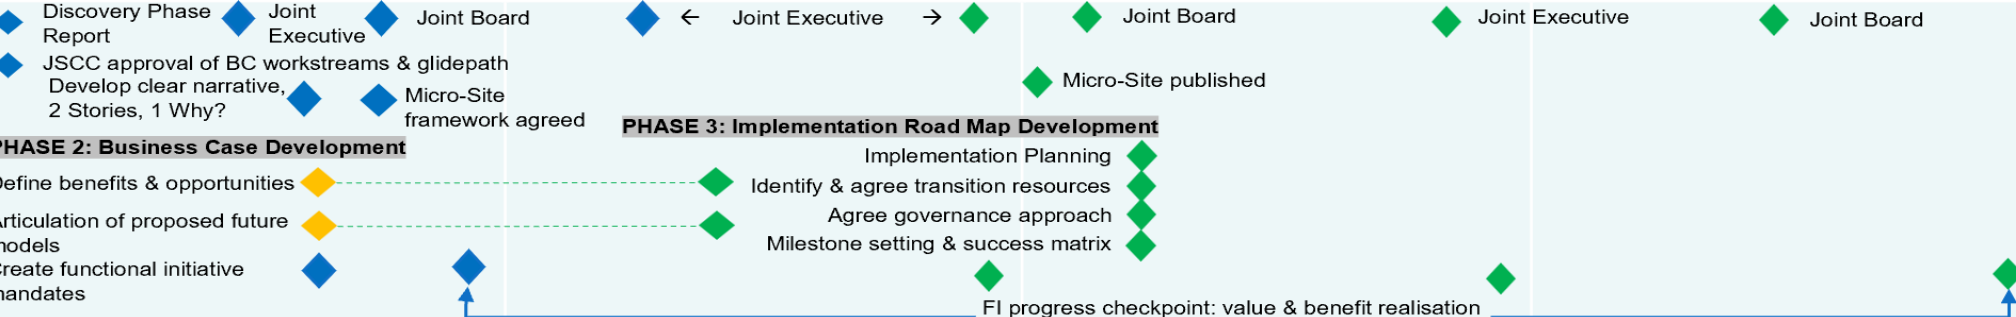 Discovery Phase
Report
Joint
Executive
Joint Board
Joint Executive
Joint Board
Joint Executive
Joint Board
JSCC approval of BC workstreams & glidepath
Develop clear narrative,
2 Stories, 1 Why?
Micro-Site
framework agreed
Micro-Site published
PHASE 2: Business Case Development
PHASE 3: Implementation Road Map Development
Implementation Planning
efine benefits & opportunities
Identify & agree transition resources
rticulation of proposed future
odels
Agree governance approach
Milestone setting & success matrix
reate functional initiative
andates
FI progress checkpoint: value & benefit realisation